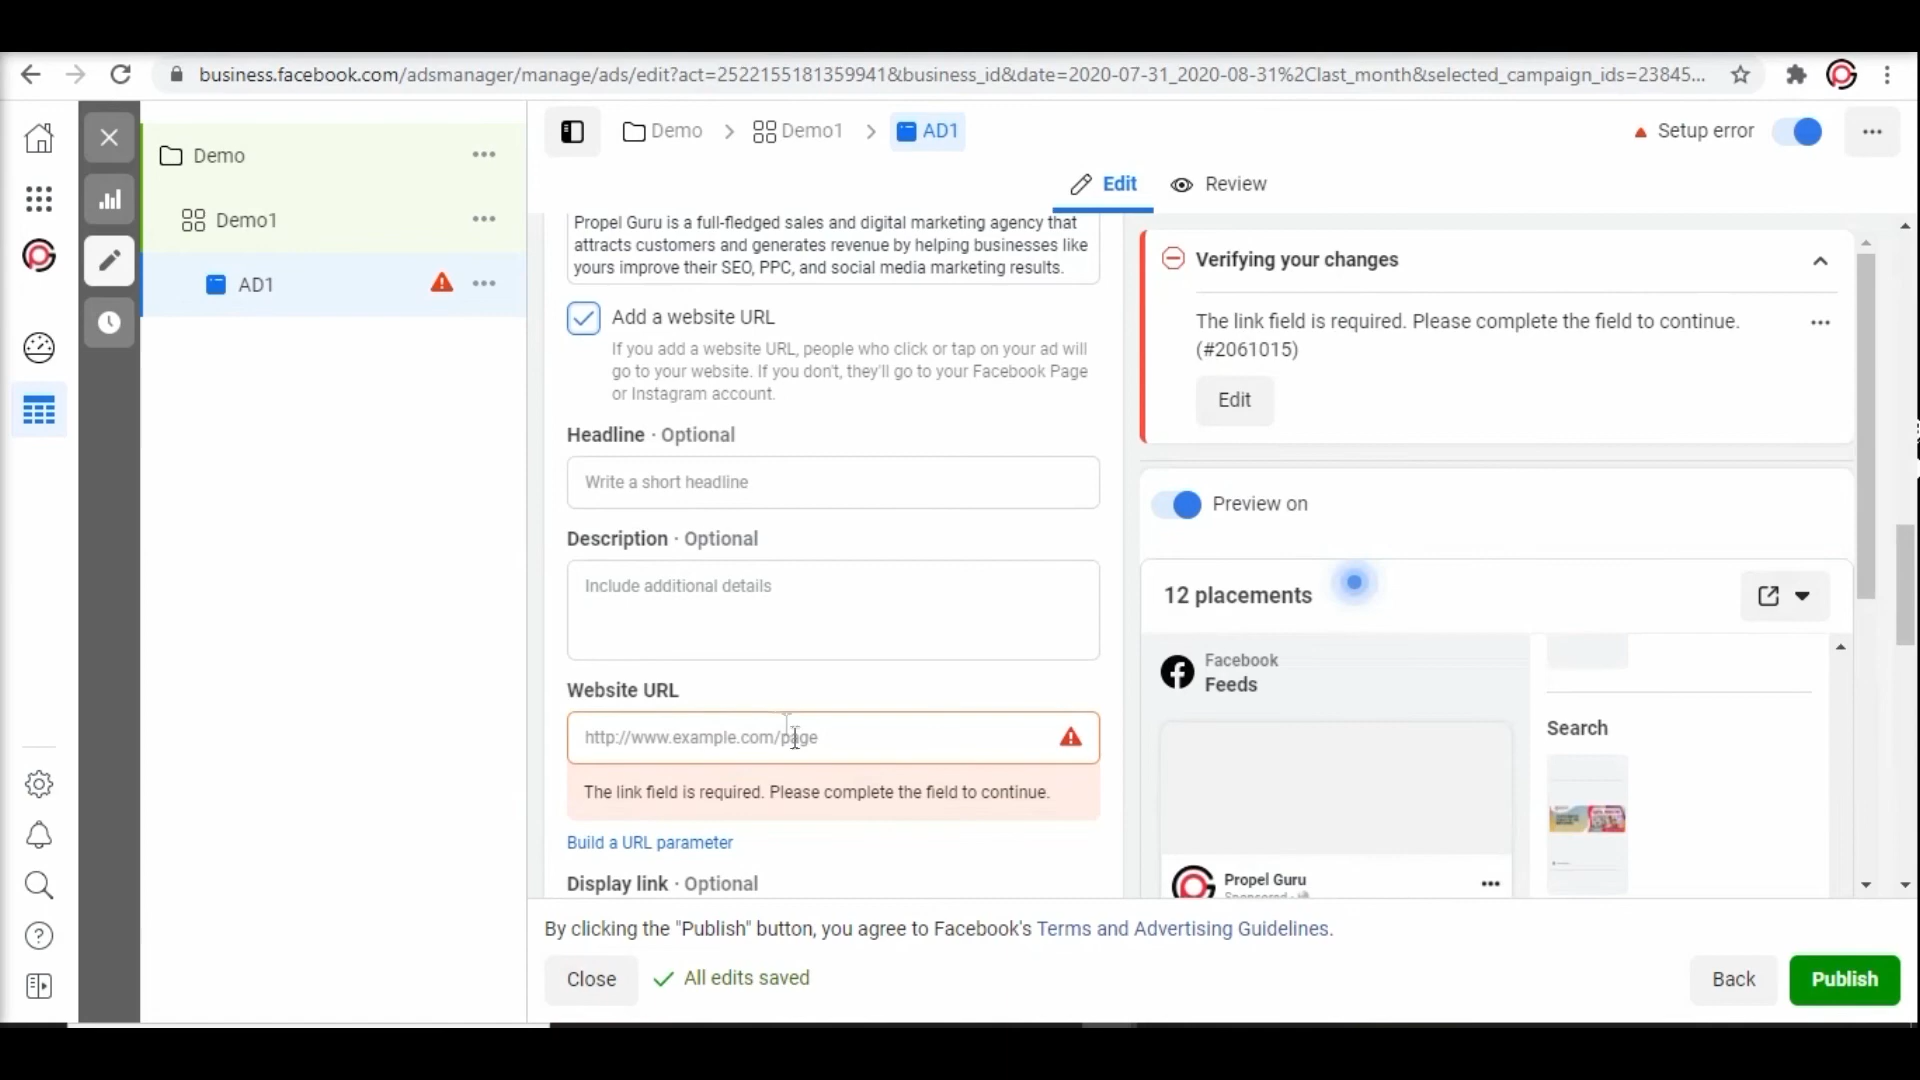 business.facebook.com/adsmanager/manage/ads/edit?act=2522155181359941&business_id&date=2020-07-31_2020-08-31%2Clast_month&selected_campaign_ids=23845...
Demo
Demo1
AD1
Demo
Demo1
AD1
Setup error
Edit
Review
Propel Guru is a full-fledged sales and digital marketing agency that
attracts customers and generates revenue by helping businesses like
yours improve their SEO, PPC, and social media marketing results.
Add a website URL
If you add a website URL, people who click or tap on your ad will
go to your website. If you don't, they'll go to your Facebook Page
or Instagram account.
Headline · Optional
Write a short headline
Description · Optional
Include additional details
Website URL
http://www.example.com/page
The link field is required. Please complete the field to continue.
Build a URL parameter
Display link · Optional
Verifying your changes
The link field is required. Please complete the field to continue.
(#2061015)
Edit
Preview on
12 placements
Facebook
Feeds
Propel Guru
Sponsored ·
Search
By clicking the "Publish" button, you agree to Facebook's Terms and Advertising Guidelines.
Close
All edits saved
Back
Publish